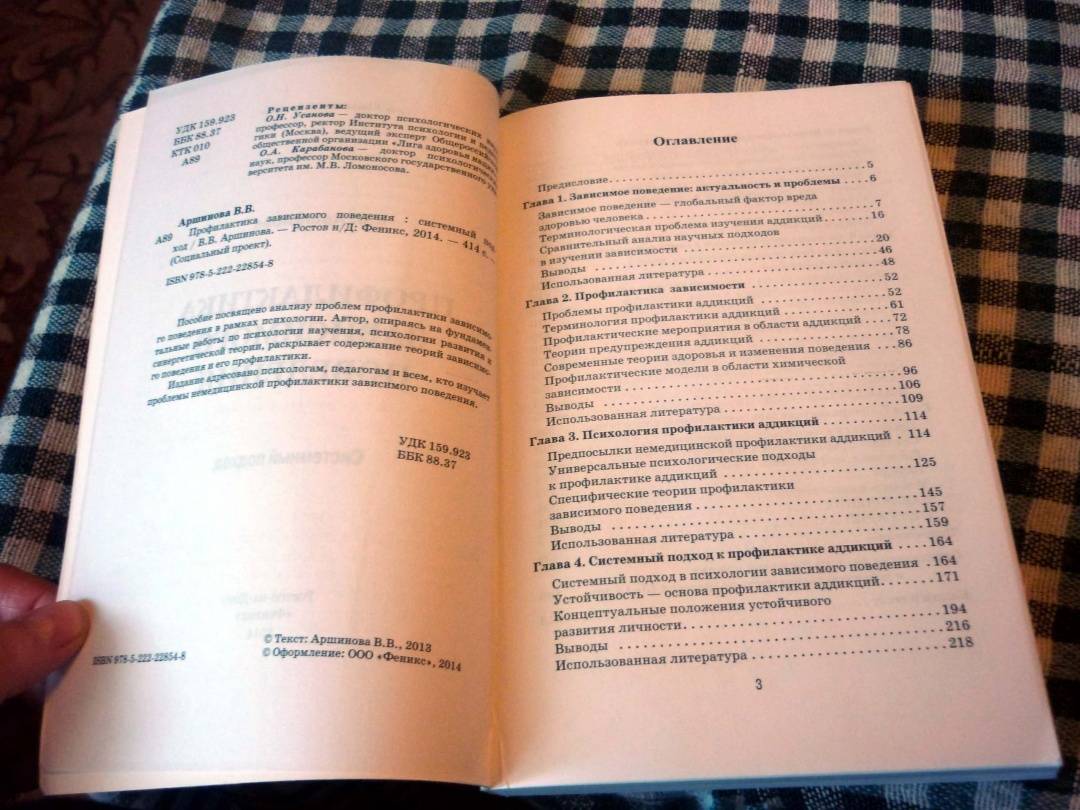 УДК 159.923
ББК 88.37
КТК 010
А89
Рецензенты:
О.Н. Усанова — доктор психологических
профессор, ректор Института психологии и
гики (Москва), ведущий эксперт
общественной организации «Лига здоровья
О.А. Карабанова — доктор
наук, профессор Московского государственного
верситета им. М.В. Ломоносова.
Аршинова В.В.
А89 Профилактика зависимого поведения : системный
ход / В.В. Аршинова. — Ростов н/Д: Феникс, 2014. — 414 с. —
(Социальный проект).
ISBN 978-5-222-22854-8
Пособие посвящено анализу проблем профилактики зависимо-
го поведения в рамках психологии. Автор, опираясь на фундамен-
тальные работы по психологии научения, психологии развития и
синергетической теории, раскрывает содержание теорий зависимо-
го поведения и его профилактики.
Издание адресовано психологам, педагогам и всем, кто изучает
проблемы немедицинской профилактики зависимого поведения.
УДК 159.923
ББК 88.37
ISBN 978-5-222-22854-8
© Текст: Аршинова В.В., 2013
© Оформление: ООО «Феникс», 2014
Оглавление
Предисловие 5
Глава 1. Зависимое поведение: актуальность и проблемы 6
Зависимое поведение — глобальный фактор вреда
здоровью человека 7
Терминологическая проблема изучения аддикций 16
Сравнительный анализ научных подходов
в изучении зависимости 20
Выводы 46
Использованная литература 48
Глава 2. Профилактика зависимости 52
Проблемы профилактики аддикций 52
Терминология профилактики аддикций 61
Профилактические мероприятия в области аддикций 72
Теории предупреждения аддикций 78
Современные теории здоровья и изменения поведения 86
Профилактические модели в области химической
зависимости 96
Выводы 106
Использованная литература 109
Глава 3. Психология профилактики аддикций 114
Предпосылки немедицинской профилактики аддикций 114
Универсальные психологические подходы
к профилактике аддикций 125
Специфические теории профилактики
зависимого поведения 145
Выводы 157
Использованная литература 159
Глава 4. Системный подход к профилактике аддикций 164
Системный подход в психологии зависимого поведения 164
Устойчивость — основа профилактики аддикций 171
Концептуальные положения устойчивого
развития личности 194
Выводы 216
Использованная литература 218
3